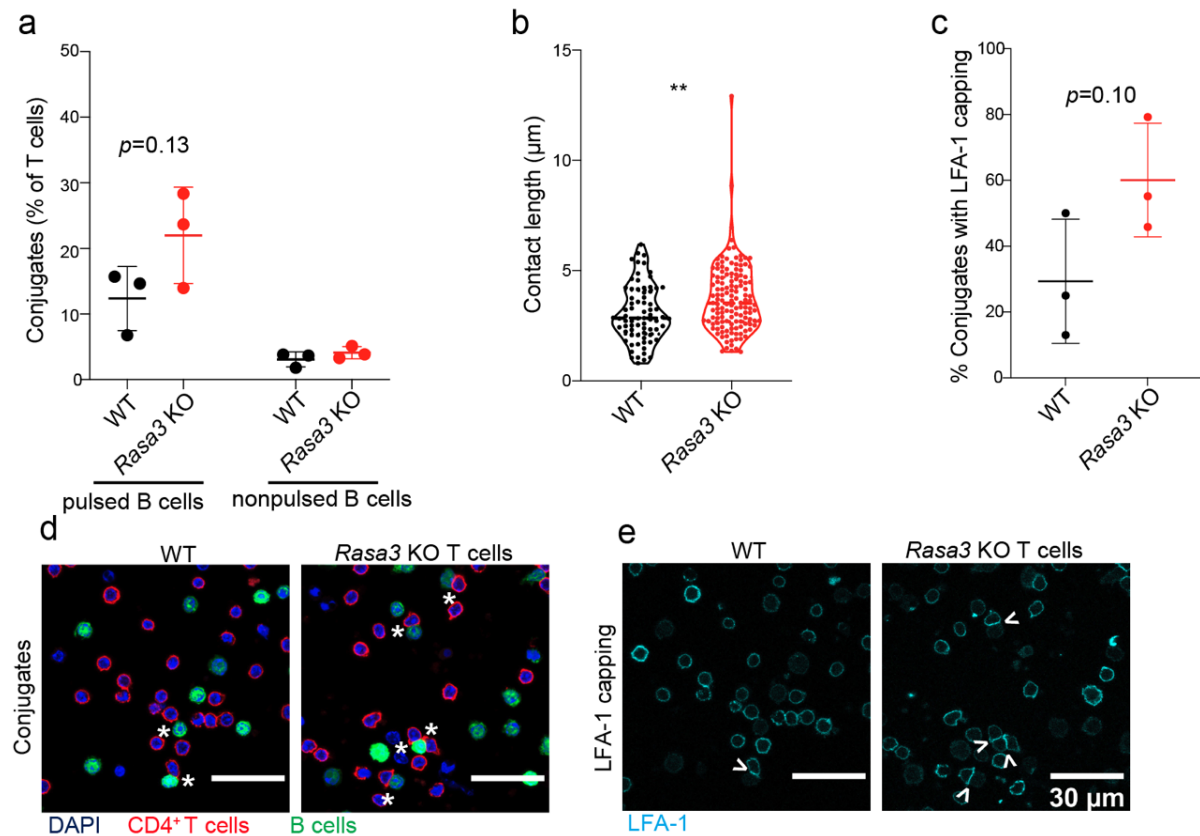 a
Conjugates (% of T cells)
50
40
30
20
10
0
p=0.13
WT
Rasa3 KO
WT
Rasa3 KO
pulsed B cells
nonpulsed B cells
b
Contact length (µm)
15
10
5
0
**
WT
Rasa3 KO
c
% Conjugates with LFA-1 capping
100
80
60
40
20
0
p=0.10
WT
Rasa3 KO
d
WT
Rasa3 KO T cells
Conjugates
*
*
*
*
*
*
*
DAPI CD4+ T cells B cells
e
WT
Rasa3 KO T cells
LFA-1 capping
30 µm
LFA-1